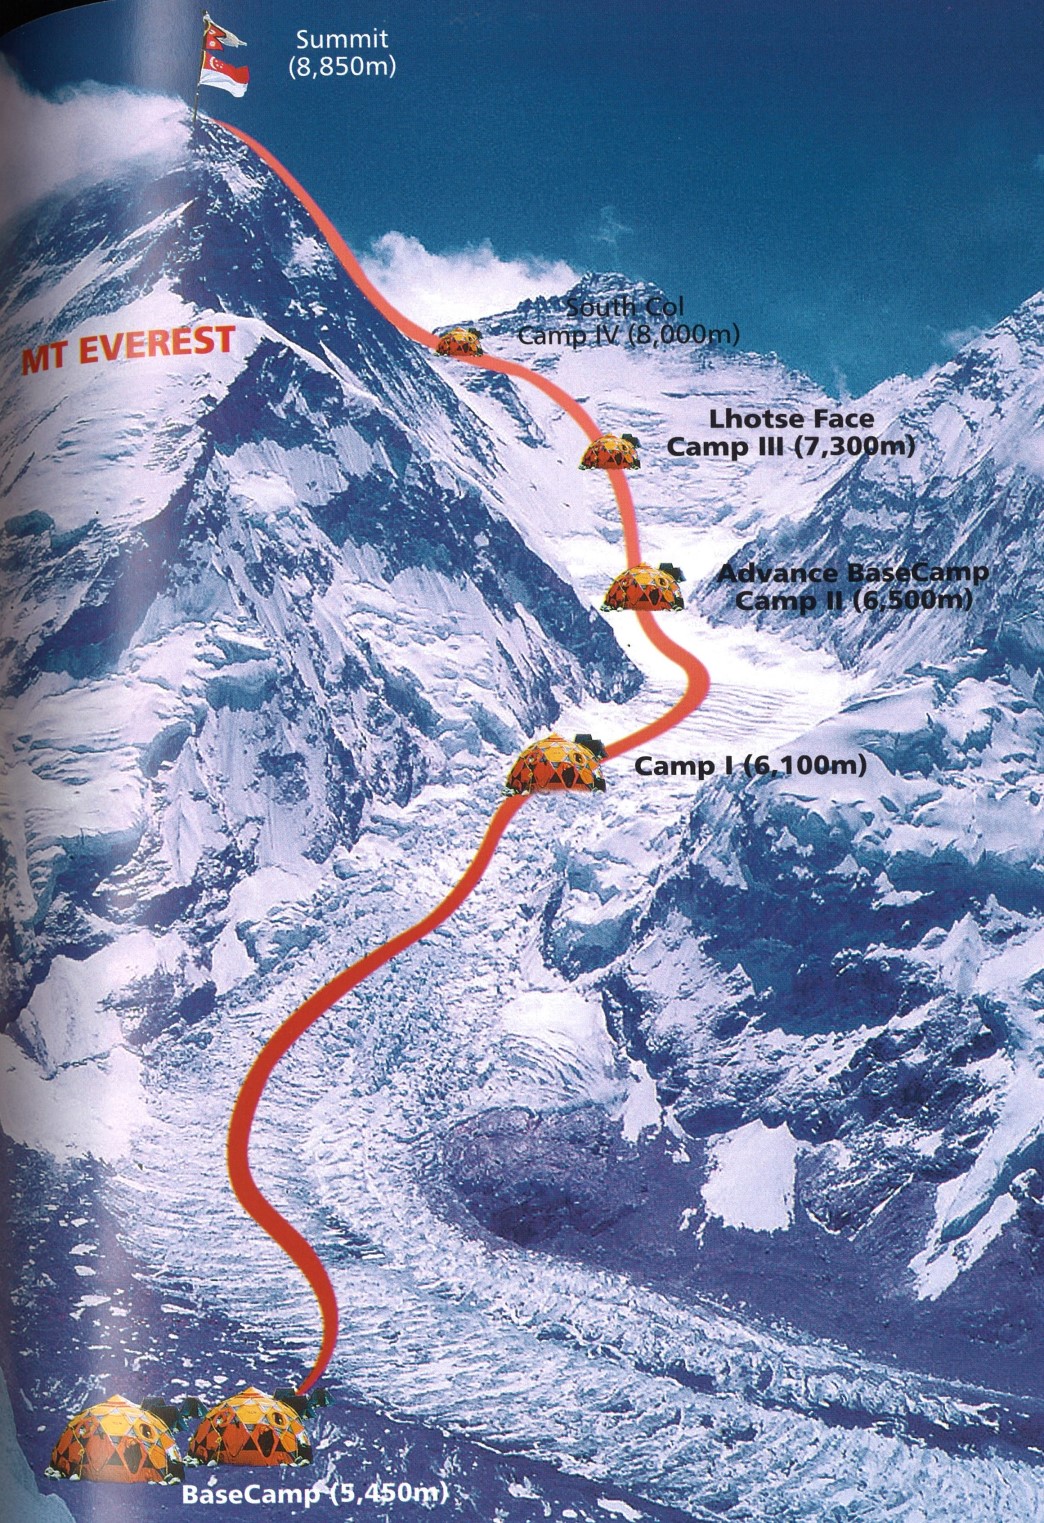 Summit
(8,850m)
South Col
Camp IV (8,000m)
MT EVEREST
Lhotse Face
Camp III (7,300m)
Advance BaseCamp
Camp II (6,500m)
Camp I (6,100m)
BaseCamp (5,450m)